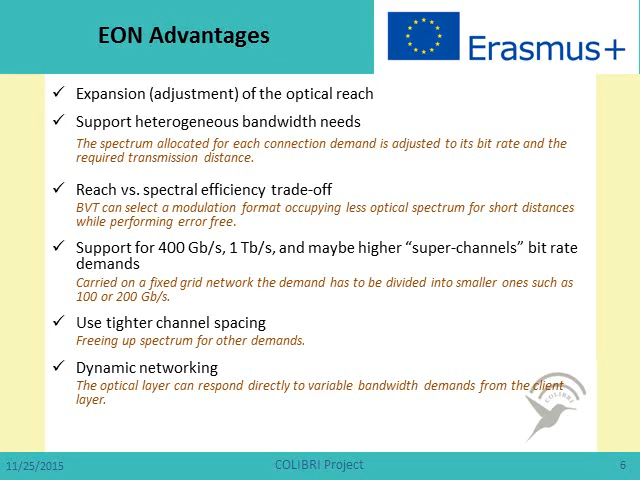 EON Advantages
Erasmus+
✓ Expansion (adjustment) of the optical reach
✓ Support heterogeneous bandwidth needs
The spectrum allocated for each connection demand is adjusted to its bit rate and the
required transmission distance.
✓ Reach vs. spectral efficiency trade-off
BVT can select a modulation format occupying less optical spectrum for short distances
while performing error free.
✓ Support for 400 Gb/s, 1 Tb/s, and maybe higher “super-channels” bit rate
demands
Carried on a fixed grid network the demand has to be divided into smaller ones such as
100 or 200 Gb/s.
✓ Use tighter channel spacing
Freeing up spectrum for other demands.
✓ Dynamic networking
The optical layer can respond directly to variable bandwidth demands from the client
layer.
COLIBRI
11/25/2015
COLIBRI Project
6